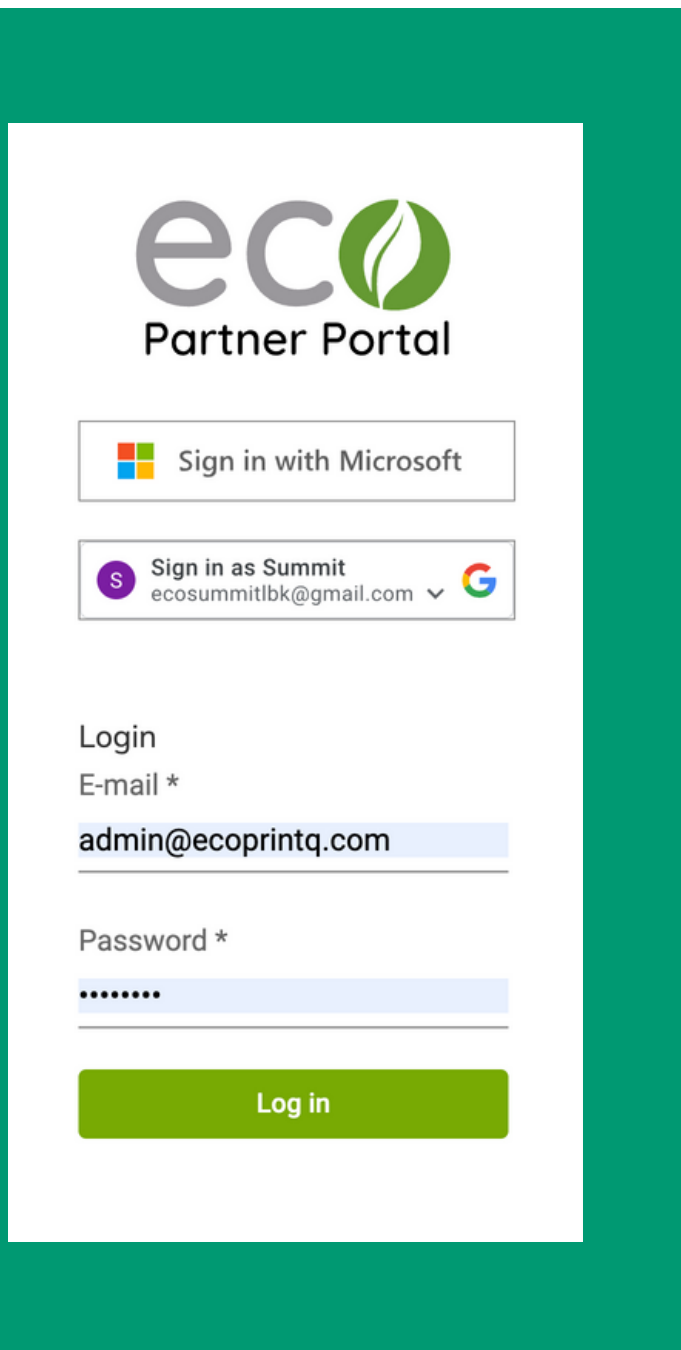 eco
Partner Portal
Sign in with Microsoft
S
Sign in as Summit
ecosummitlbk@gmail.com
G
Login
E-mail *
admin@ecoprintq.com
Password *
••••••••
Log in